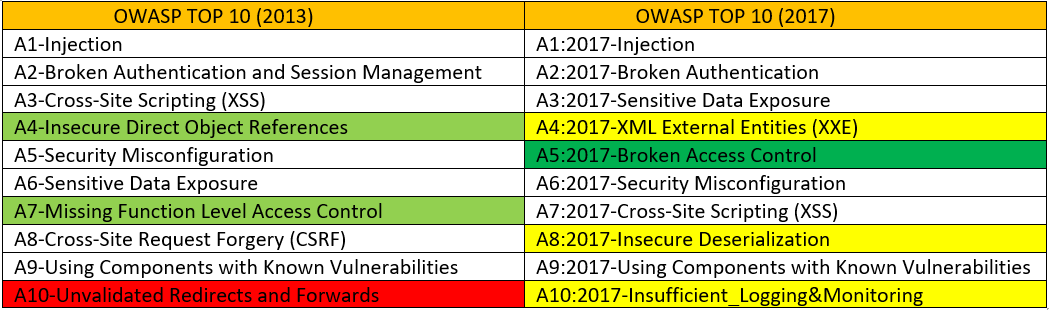 OWASP TOP 10 (2013) OWASP TOP 10 (2017)
A1-Injection A1:2017-Injection
A2-Broken Authentication and Session Management A2:2017-Broken Authentication
A3-Cross-Site Scripting (XSS) A3:2017-Sensitive Data Exposure
A4-Insecure Direct Object References A4:2017-XML External Entities (XXE)
A5-Security Misconfiguration A5:2017-Broken Access Control
A6-Sensitive Data Exposure A6:2017-Security Misconfiguration
A7-Missing Function Level Access Control A7:2017-Cross-Site Scripting (XSS)
A8-Cross-Site Request Forgery (CSRF) A8:2017-Insecure Deserialization
A9-Using Components with Known Vulnerabilities A9:2017-Using Components with Known Vulnerabilities
A10-Unvalidated Redirects and Forwards A10:2017-Insufficient_Logging&Monitoring